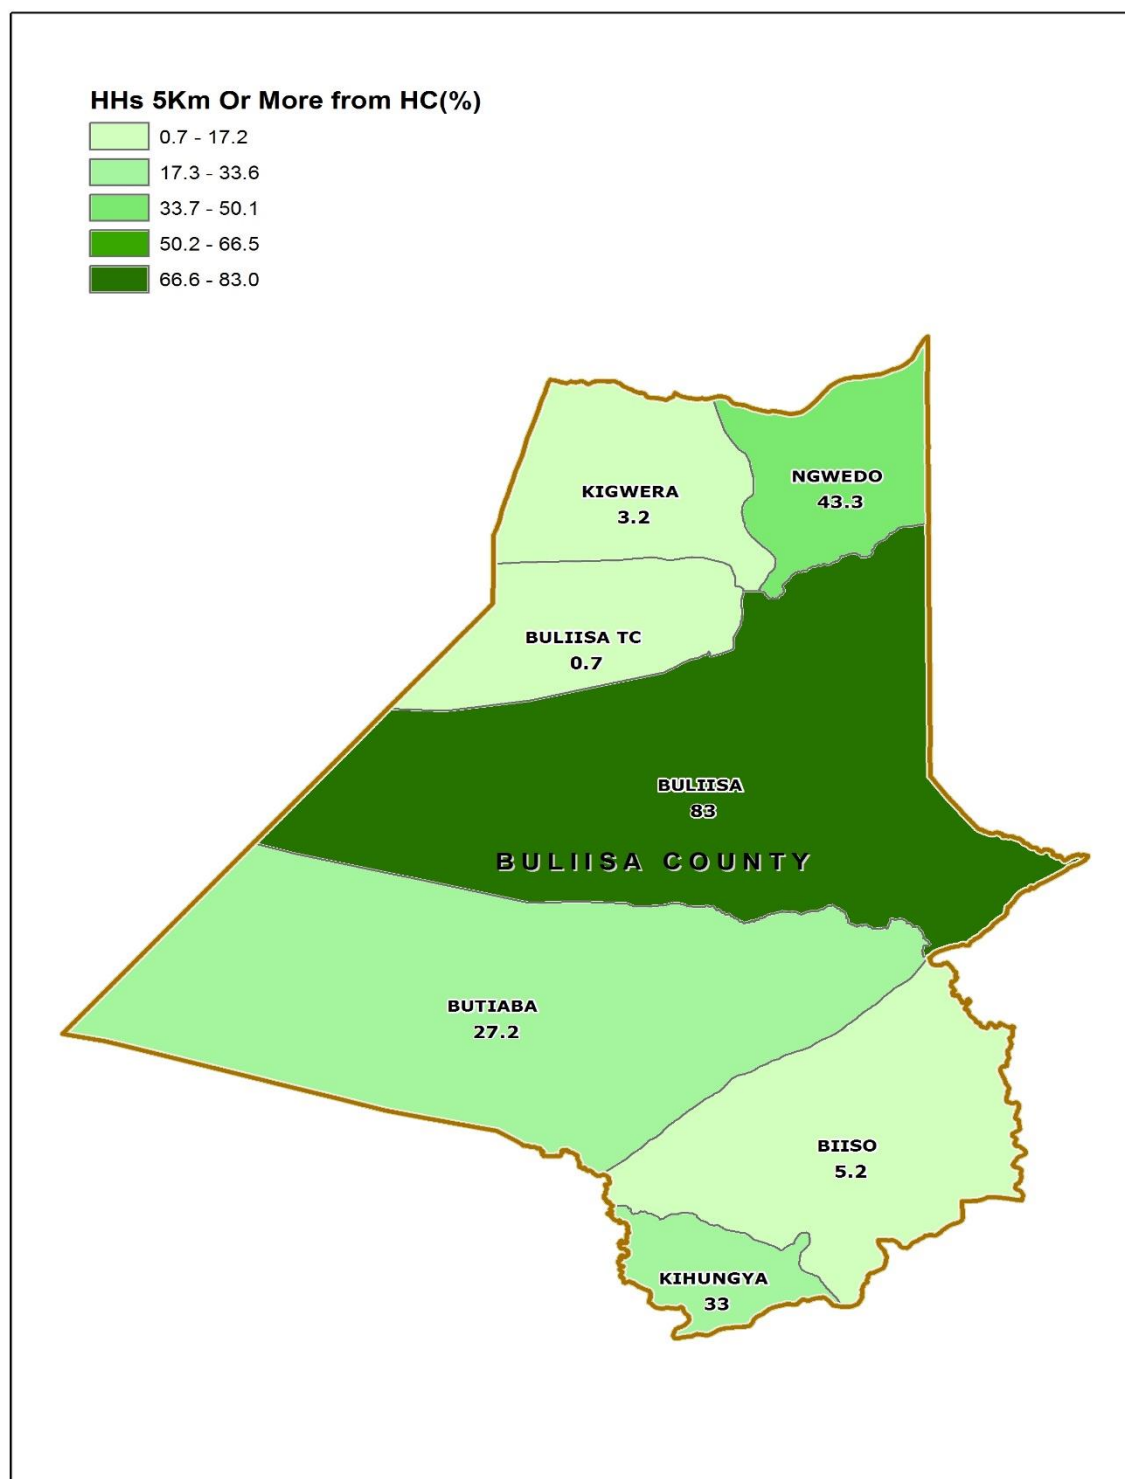 HHs 5Km Or More from HC(%)
0.7 - 17.2
17.3 - 33.6
33.7 - 50.1
50.2 - 66.5
66.6 - 83.0
NGWEDO
43.3
KIGWERA
3.2
BULIISA TC
0.7
BULIISA
83
BULIISA COUNTY
BUTIABA
27.2
BIISO
5.2
KIHUNGYA
33